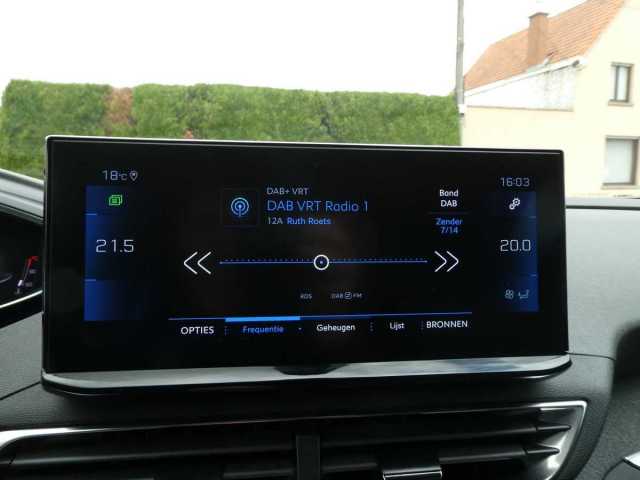 18°C
16:03
DAB+ VRT
DAB VRT Radio 1
12A Ruth Roets
Band
DAB
Zender
7/14
21.5
20.0
RDS
DAB FM
OPTIES
Frequentie
Geheugen
Lijst
BRONNEN